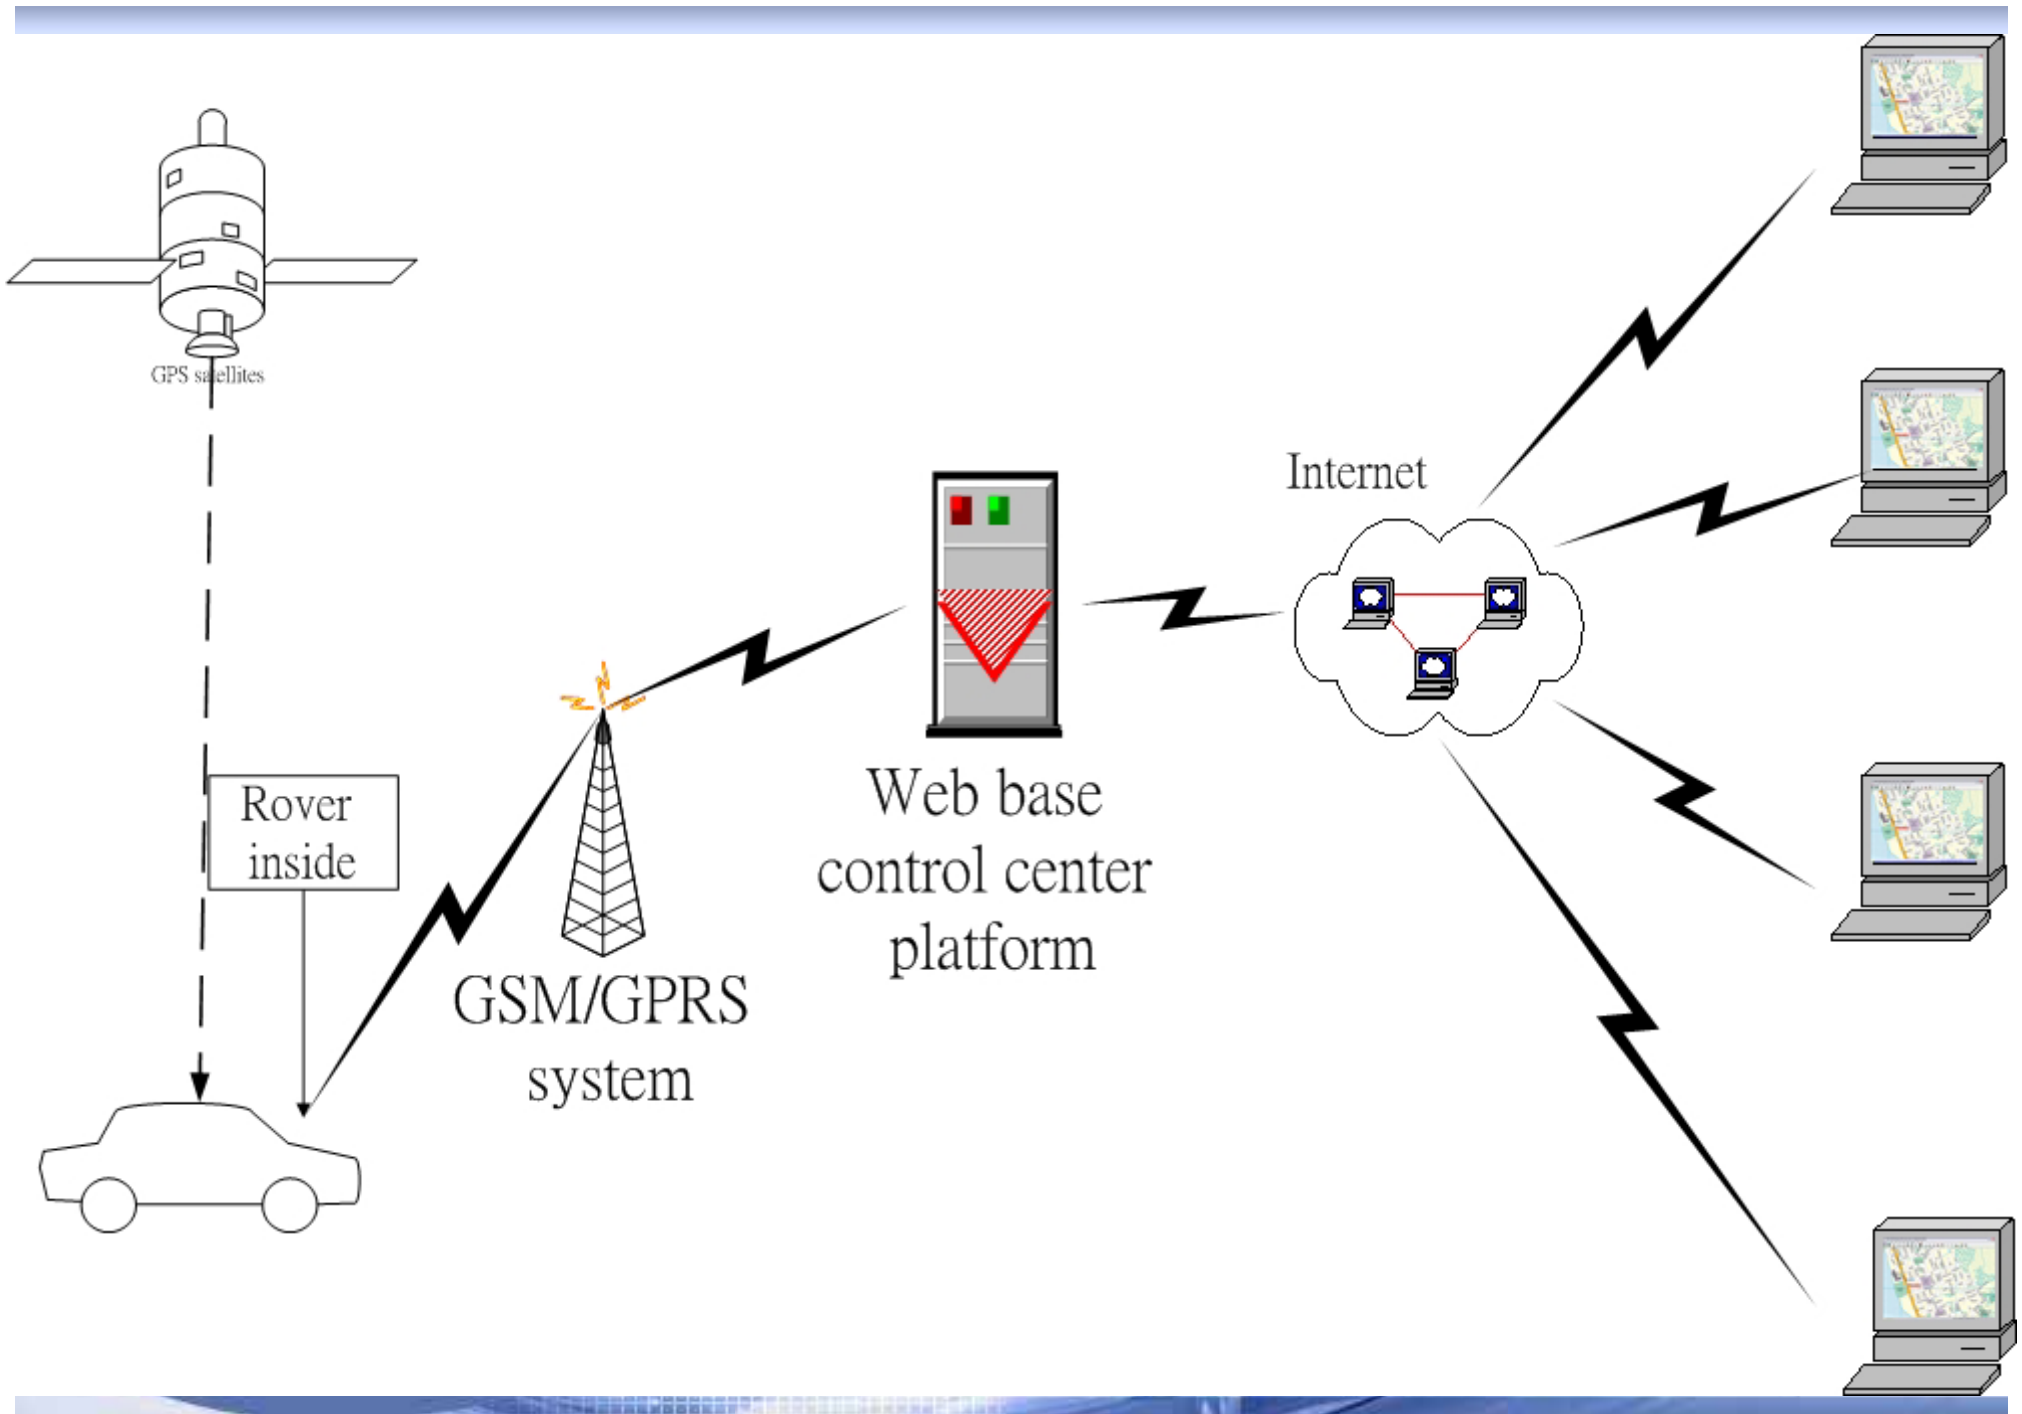 GPS satellites
Internet
Rover
inside
Web base
control center
platform
GSM/GPRS
system